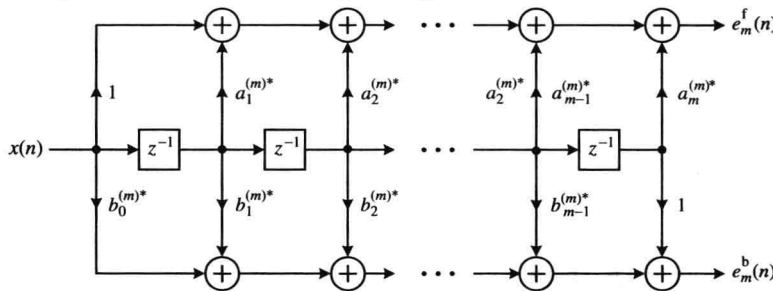 e_m^f(n)
1 a_1^{(m)*} a_2^{(m)*} a_2^{(m)*} a_{m-1}^{(m)*} a_m^{(m)*}
x(n) z^{-1} z^{-1} ... z^{-1}
b_0^{(m)*} b_1^{(m)*} b_2^{(m)*} b_{m-1}^{(m)*} 1
e_m^b(n)